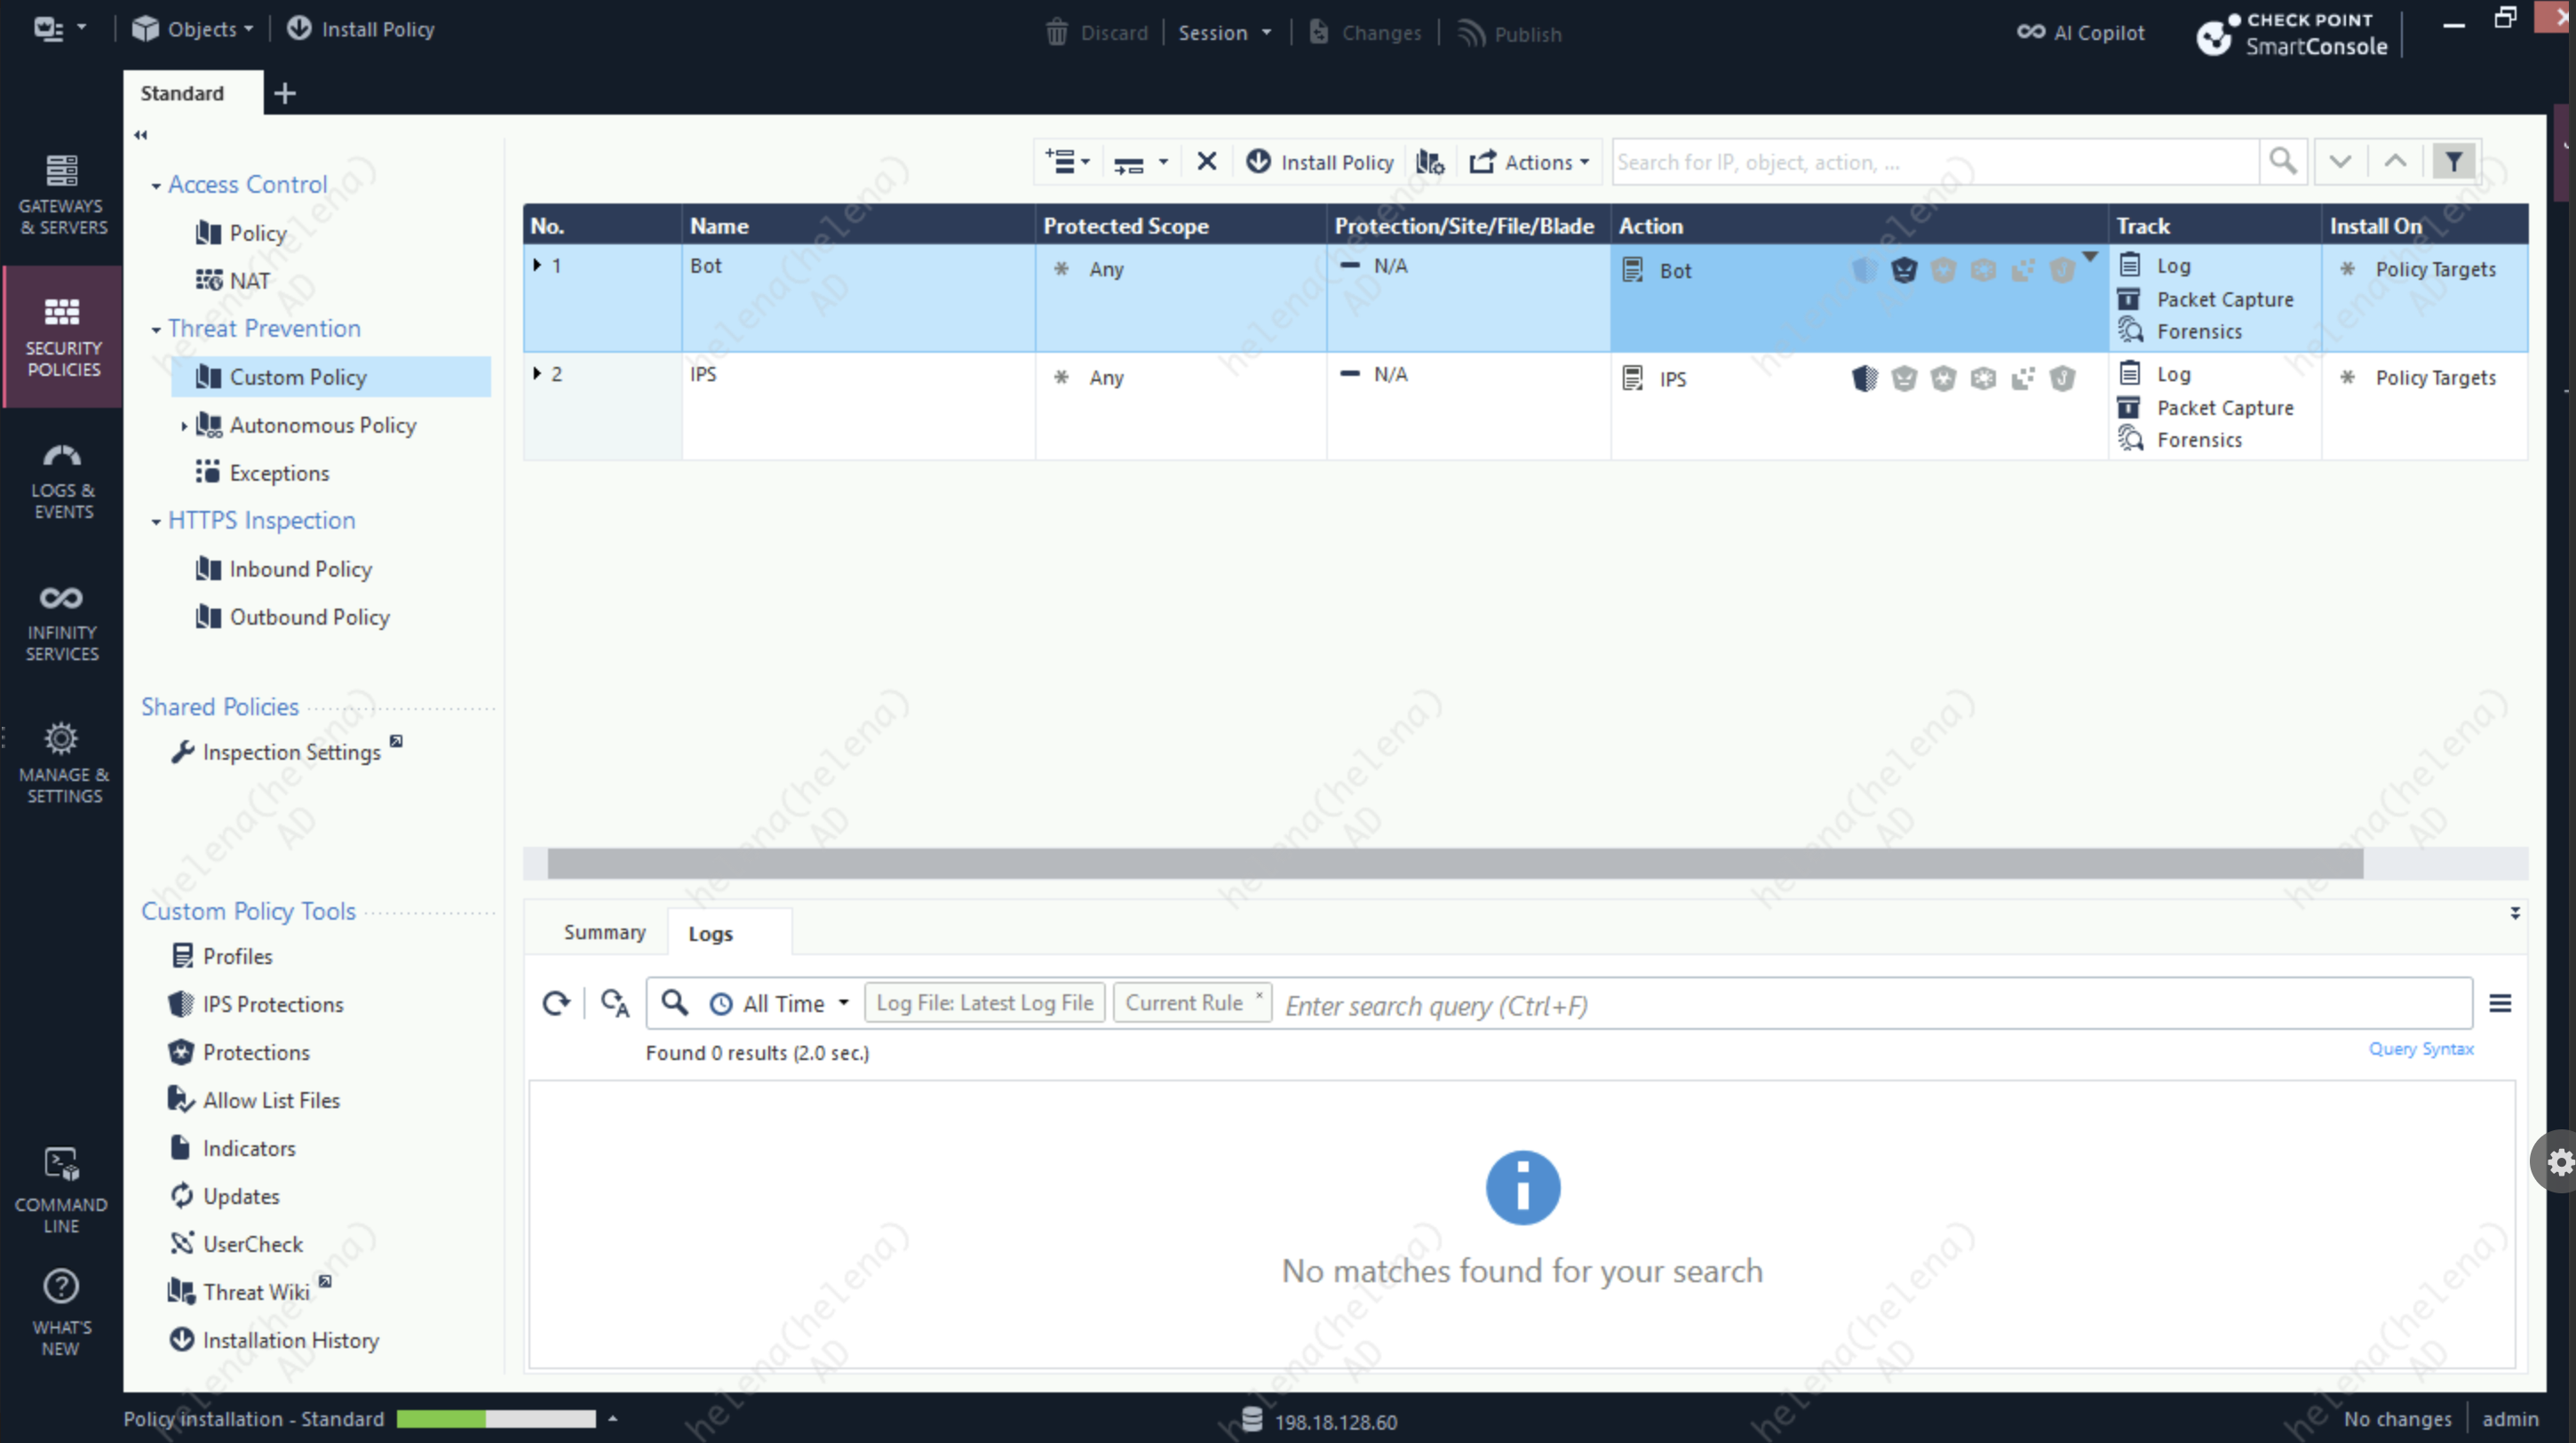 Objects
Install Policy
Discard
Session
Changes
Publish
AI Copilot
CHECK POINT
SmartConsole
Standard
GATEWAYS
& SERVERS
SECURITY
POLICIES
LOGS &
EVENTS
INFINITY
SERVICES
MANAGE &
SETTINGS
COMMAND
LINE
WHAT'S
NEW
Access Control
Policy
NAT
Threat Prevention
Custom Policy
Autonomous Policy
Exceptions
HTTPS Inspection
Inbound Policy
Outbound Policy
Shared Policies
Inspection Settings
Custom Policy Tools
Profiles
IPS Protections
Protections
Allow List Files
Indicators
Updates
UserCheck
Threat Wiki
Installation History
Install Policy
Actions
Search for IP, object, action, ...
No. Name Protected Scope Protection/Site/File/Blade Action Track Install On
1 Bot Any N/A Bot Log Policy Targets
Packet Capture
Forensics
2 IPS Any N/A IPS Log Policy Targets
Packet Capture
Forensics
Summary
Logs
All Time
Log File: Latest Log File
Current Rule
Enter search query (Ctrl+F)
Found 0 results (2.0 sec.)
Query Syntax
No matches found for your search
Policy installation - Standard
198.18.128.60
No changes
admin
helena(helena)
AD